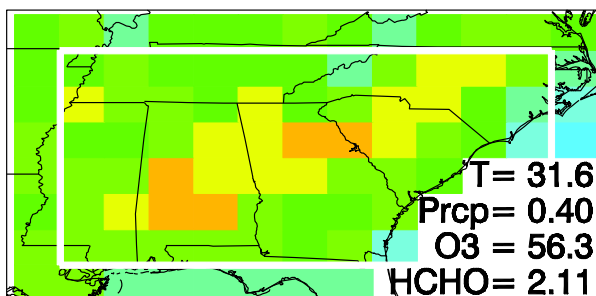 T= 31.6
Prcp= 0.40
O3 = 56.3
HCHO= 2.11